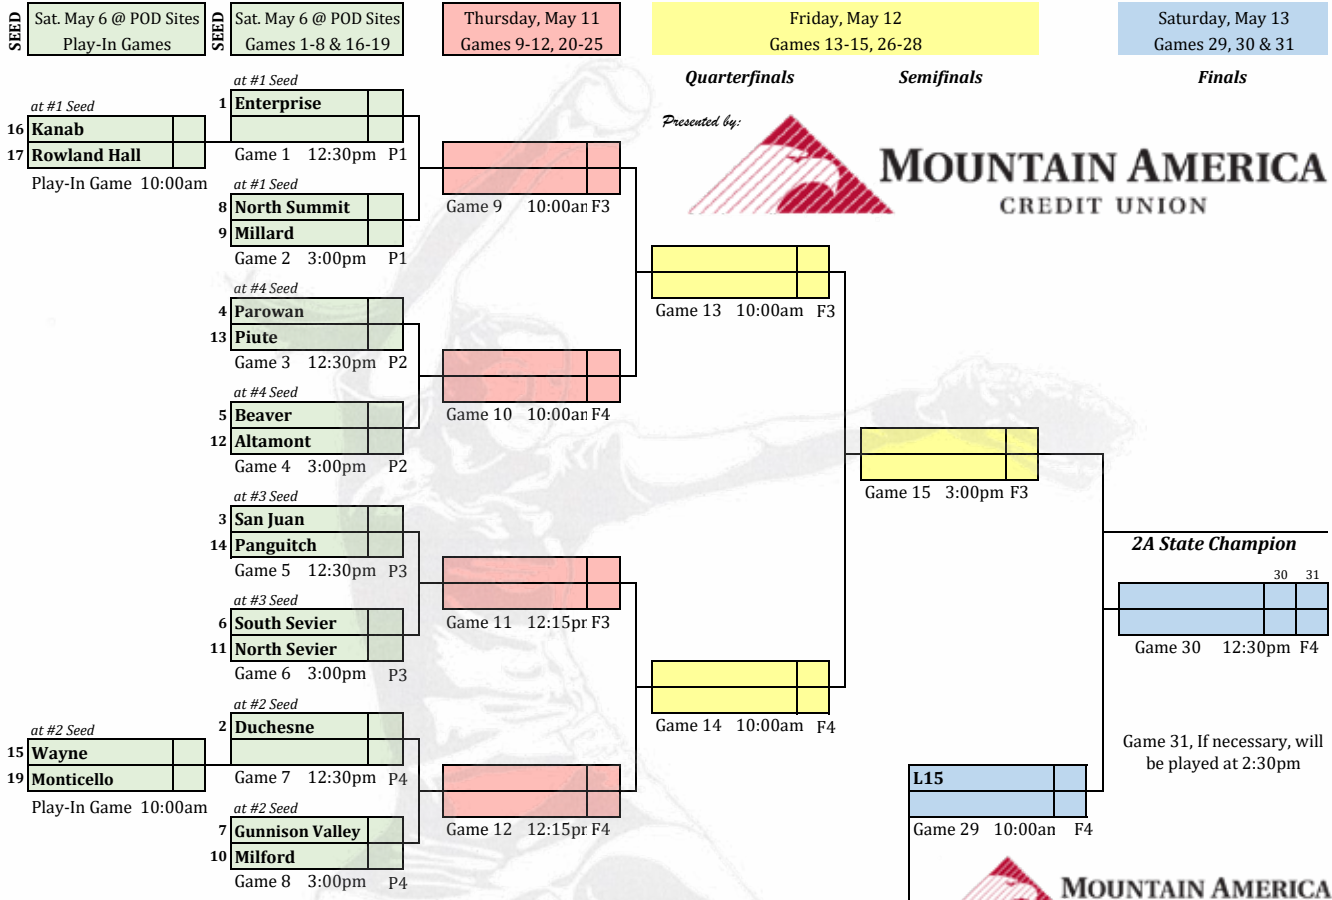 SEED
Sat. May 6 @ POD Sites
Play-In Games
SEED
Sat. May 6 @ POD Sites
Games 1-8 & 16-19
Thursday, May 11
Games 9-12, 20-25
Friday, May 12
Games 13-15, 26-28
Saturday, May 13
Games 29, 30 & 31
Quarterfinals
Semifinals
Finals
Presented by:
MOUNTAIN AMERICA
CREDIT UNION
at #1 Seed
16 Kanab
17 Rowland Hall
Play-In Game 10:00am
at #2 Seed
15 Wayne
19 Monticello
Play-In Game 10:00am
at #1 Seed
1 Enterprise
Game 1 12:30pm P1
at #1 Seed
8 North Summit
9 Millard
Game 2 3:00pm P1
at #4 Seed
4 Parowan
13 Piute
Game 3 12:30pm P2
at #4 Seed
5 Beaver
12 Altamont
Game 4 3:00pm P2
at #3 Seed
3 San Juan
14 Panguitch
Game 5 12:30pm P3
at #3 Seed
6 South Sevier
11 North Sevier
Game 6 3:00pm P3
at #2 Seed
2 Duchesne
Game 7 12:30pm P4
at #2 Seed
7 Gunnison Valley
10 Milford
Game 8 3:00pm P4
Game 9 10:00an F3
Game 10 10:00an F4
Game 11 12:15pr F3
Game 12 12:15pr F4
Game 13 10:00am F3
Game 14 10:00am F4
Game 15 3:00pm F3
2A State Champion
30 31
Game 30 12:30pm F4
Game 31, If necessary, will
be played at 2:30pm
L15
Game 29 10:00an F4
MOUNTAIN AMERICA